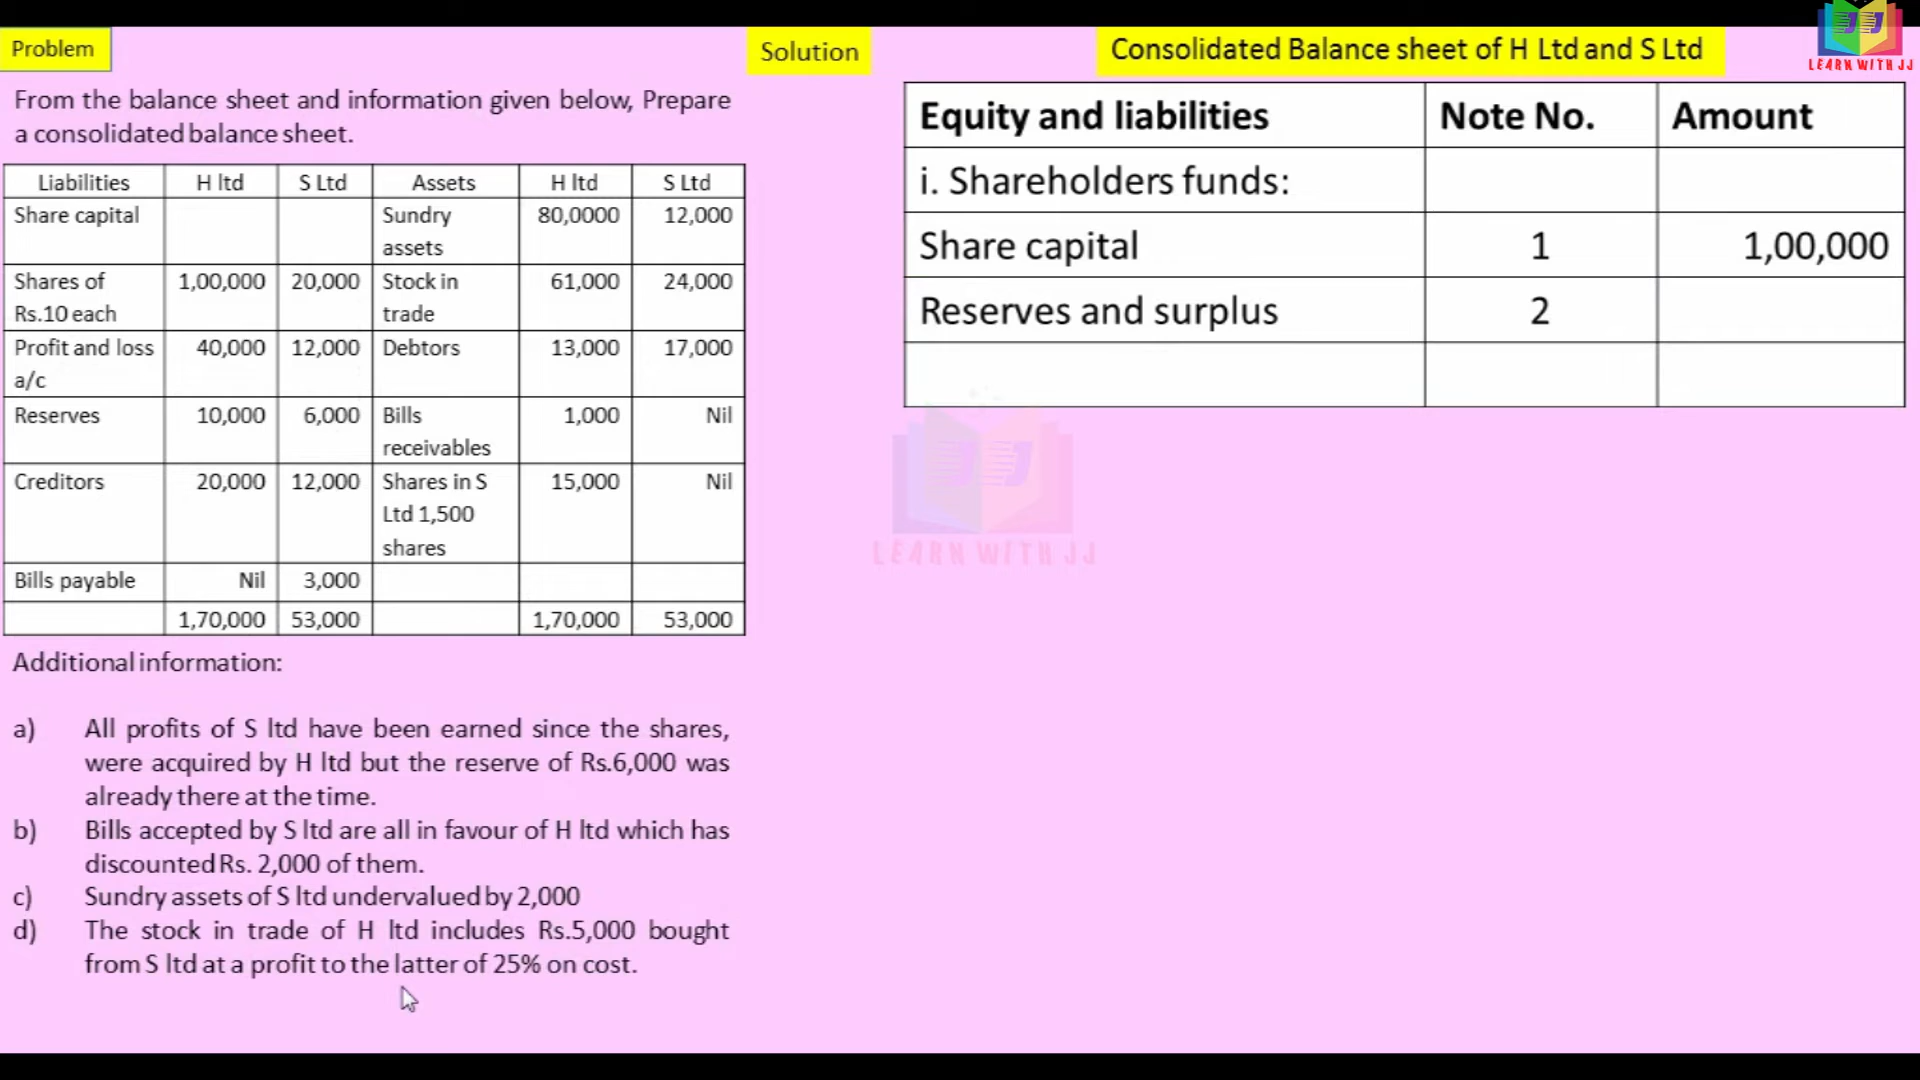 Problem
From the balance sheet and information given below, Prepare
a consolidated balance sheet.
Liabilities H ltd S Ltd Assets H ltd S Ltd
Share capital Sundry assets 80,0000 12,000
Shares of Rs.10 each 1,00,000 20,000 Stock in trade 61,000 24,000
Profit and loss a/c 40,000 12,000 Debtors 13,000 17,000
Reserves 10,000 6,000 Bills receivables 1,000 Nil
Creditors 20,000 12,000 Shares in S Ltd 1,500 shares 15,000 Nil
Bills payable Nil 3,000
1,70,000 53,000 1,70,000 53,000
Additional information:
a) All profits of S ltd have been earned since the shares,
were acquired by H ltd but the reserve of Rs.6,000 was
already there at the time.
b) Bills accepted by S ltd are all in favour of H ltd which has
discounted Rs. 2,000 of them.
c) Sundry assets of S ltd undervalued by 2,000
d) The stock in trade of H ltd includes Rs.5,000 bought
from S ltd at a profit to the latter of 25% on cost.
Solution
Consolidated Balance sheet of H Ltd and S Ltd
Equity and liabilities Note No. Amount
i. Shareholders funds:
Share capital 1 1,00,000
Reserves and surplus 2
JJ
LEARN WITH JJ
JJ
LEARN WITH JJ